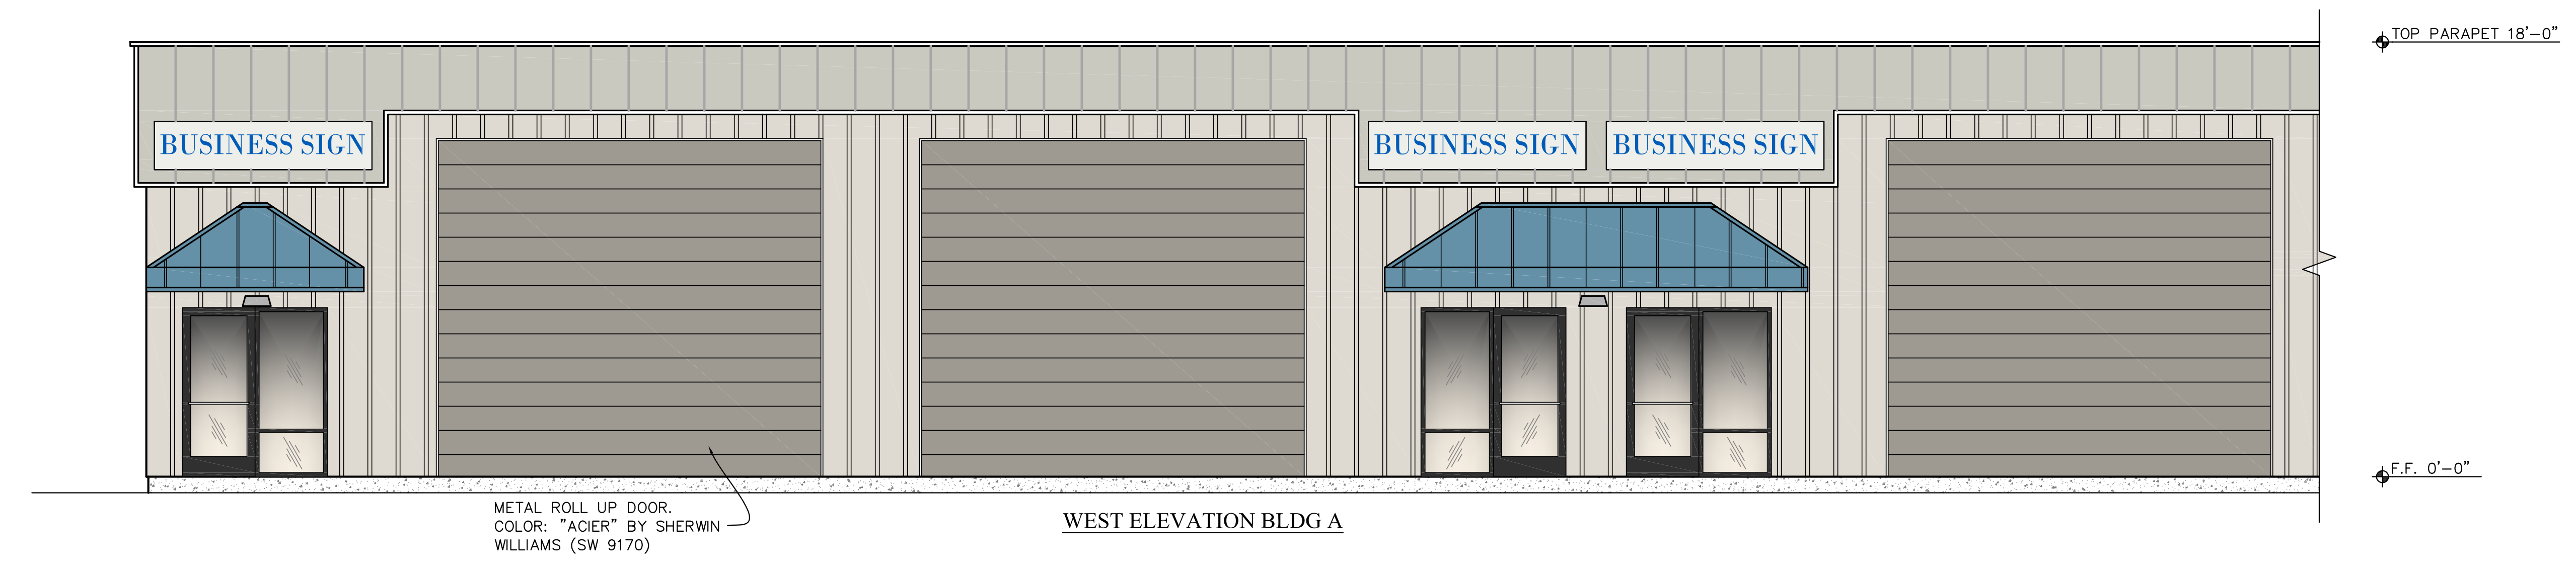 TOP PARAPET 18'-0"
BUSINESS SIGN
BUSINESS SIGN
BUSINESS SIGN
F.F. 0'-0"
METAL ROLL UP DOOR.
COLOR: "ACIER" BY SHERWIN
WILLIAMS (SW 9170)
WEST ELEVATION BLDG A